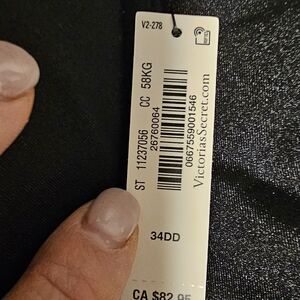 V2-278
ST 11237056 CC 58KG
26760064
0667559001546
VictoriasSecret.com
34DD
CA $82.95